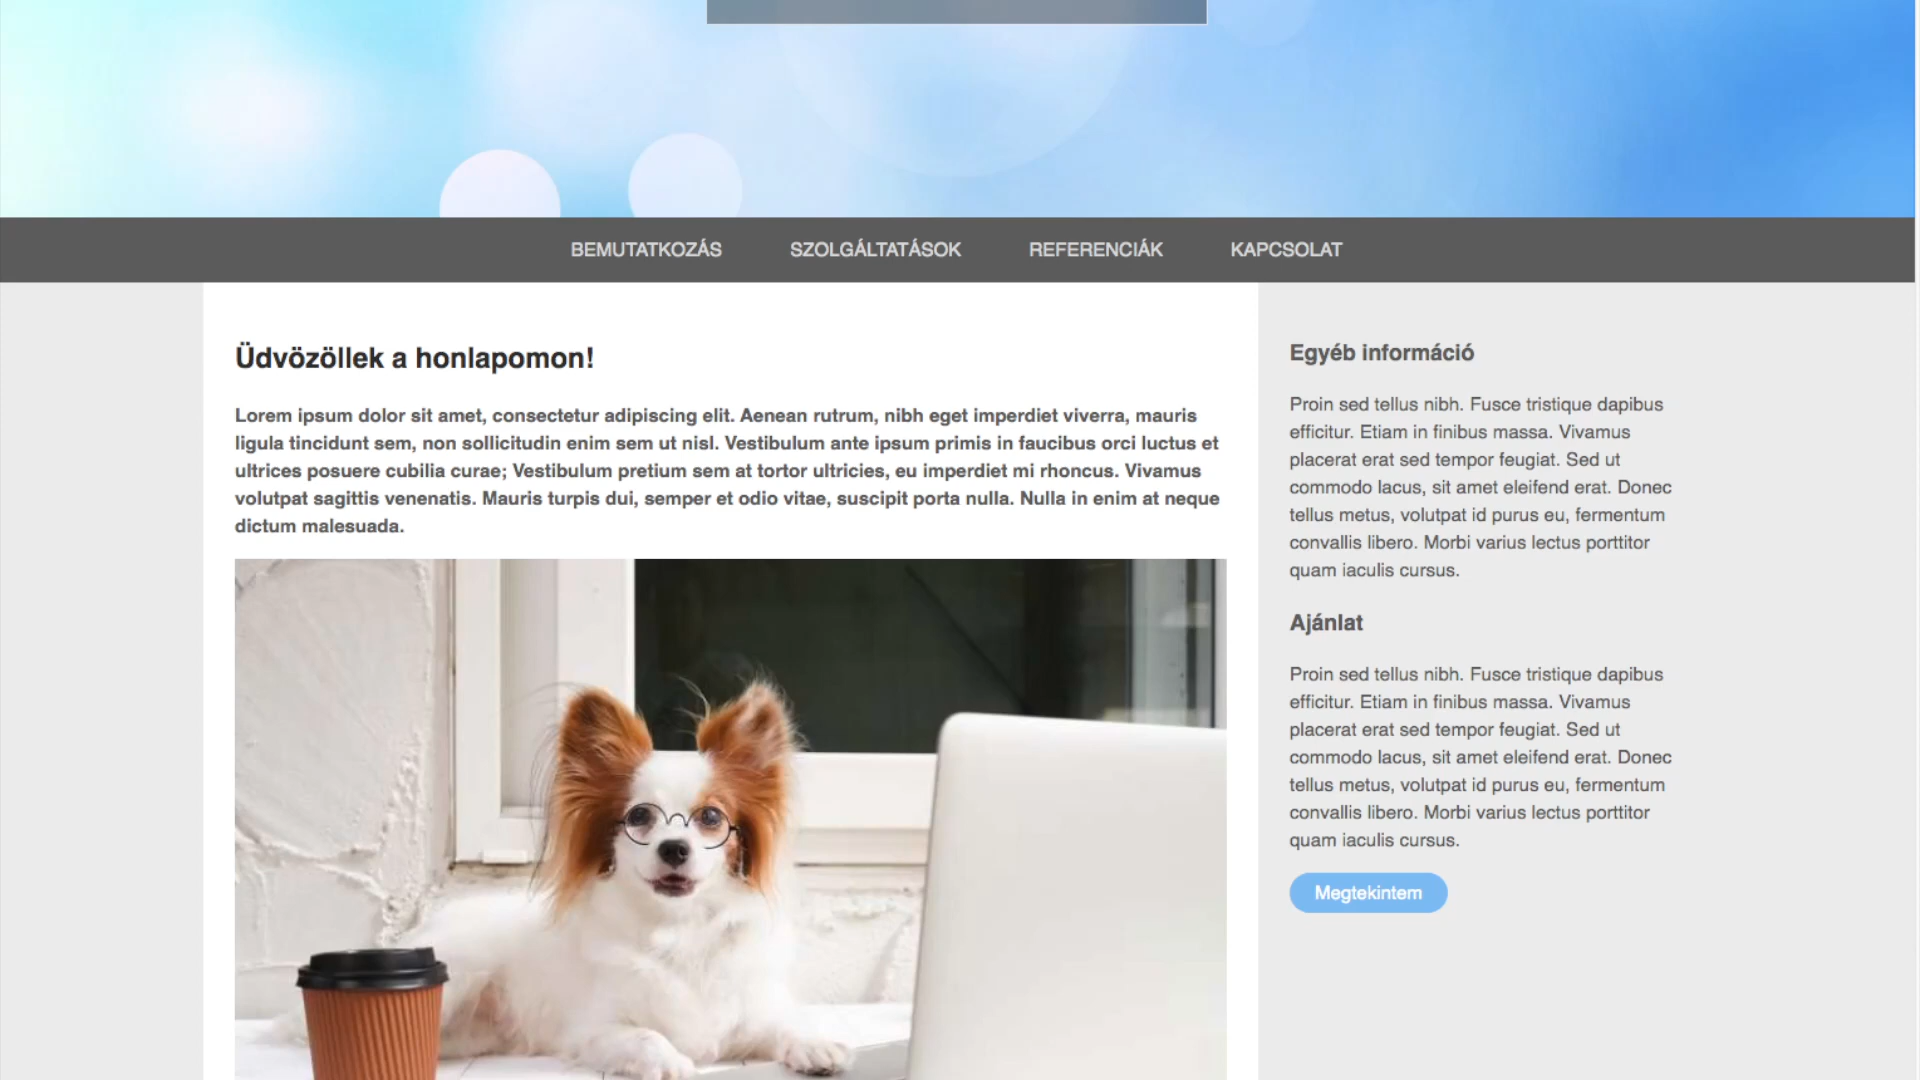 BEMUTATKOZÁS SZOLGÁLTATÁSOK REFERENCIÁK KAPCSOLAT
Üdvözöllek a honlapomon!
Lorem ipsum dolor sit amet, consectetur adipiscing elit. Aenean rutrum, nibh eget imperdiet viverra, mauris
ligula tincidunt sem, non sollicitudin enim sem ut nisl. Vestibulum ante ipsum primis in faucibus orci luctus et
ultrices posuere cubilia curae; Vestibulum pretium sem at tortor ultricies, eu imperdiet mi rhoncus. Vivamus
volutpat sagittis venenatis. Mauris turpis dui, semper et odio vitae, suscipit porta nulla. Nulla in enim at neque
dictum malesuada.
Egyéb információ
Proin sed tellus nibh. Fusce tristique dapibus
efficitur. Etiam in finibus massa. Vivamus
placerat erat sed tempor feugiat. Sed ut
commodo lacus, sit amet eleifend erat. Donec
tellus metus, volutpat id purus eu, fermentum
convallis libero. Morbi varius lectus porttitor
quam iaculis cursus.
Ajánlat
Proin sed tellus nibh. Fusce tristique dapibus
efficitur. Etiam in finibus massa. Vivamus
placerat erat sed tempor feugiat. Sed ut
commodo lacus, sit amet eleifend erat. Donec
tellus metus, volutpat id purus eu, fermentum
convallis libero. Morbi varius lectus porttitor
quam iaculis cursus.
Megtekintem